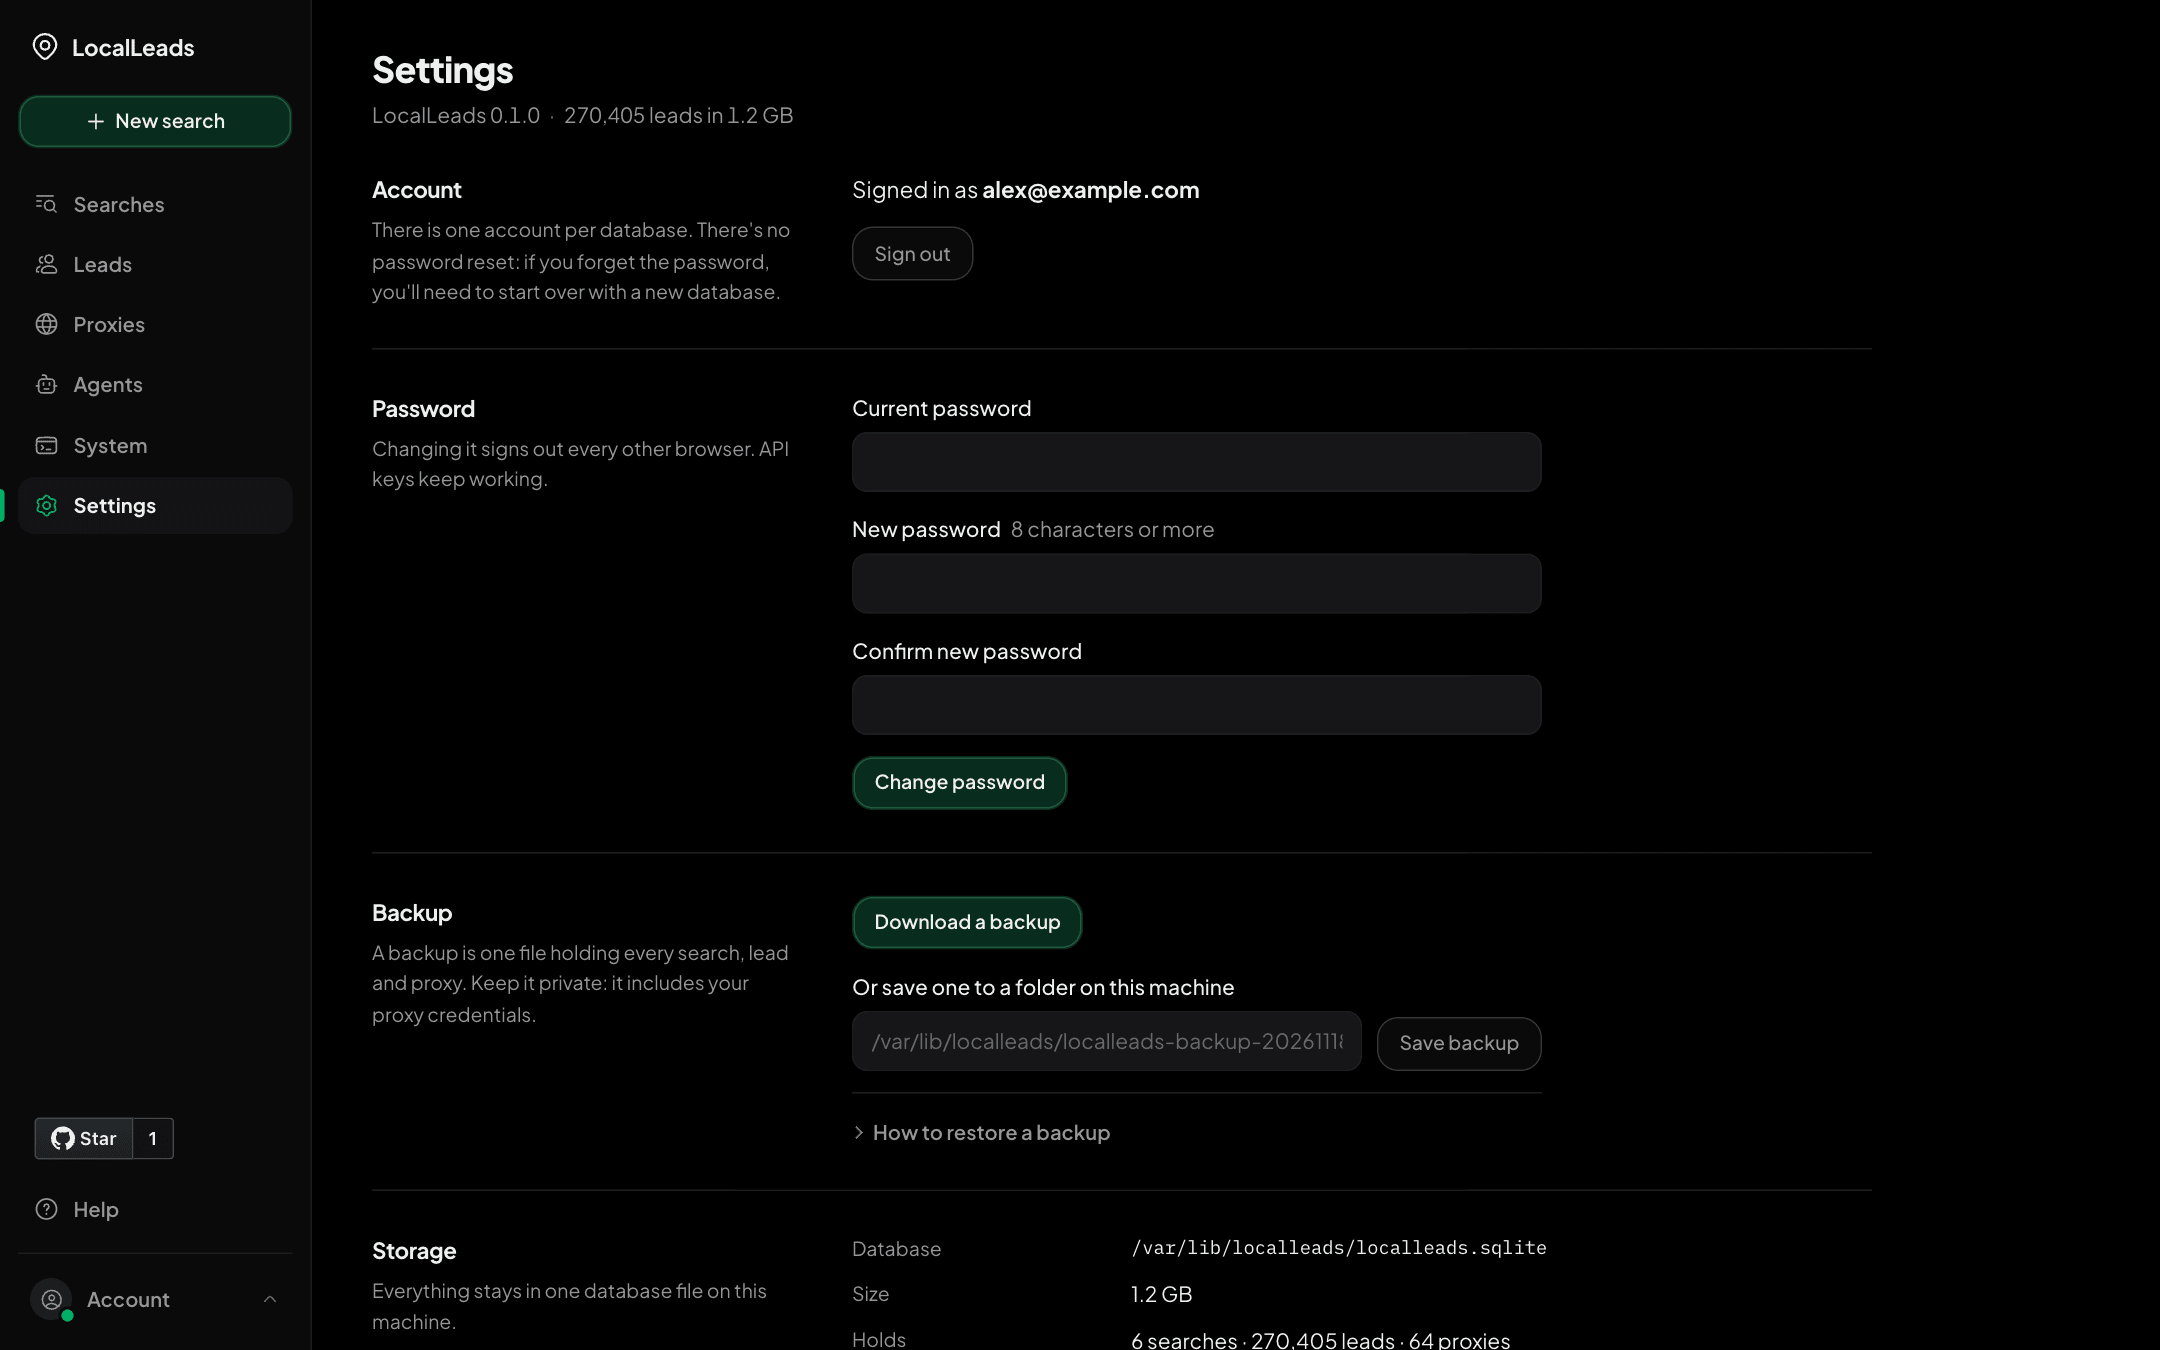 LocalLeads
New search
Searches
Leads
Proxies
Agents
System
Settings
Star 1
Help
Account
Settings
LocalLeads 0.1.0 · 270,405 leads in 1.2 GB
Account
There is one account per database. There's no
password reset: if you forget the password,
you'll need to start over with a new database.
Signed in as alex@example.com
Sign out
Password
Changing it signs out every other browser. API
keys keep working.
Current password
New password 8 characters or more
Confirm new password
Change password
Backup
A backup is one file holding every search, lead
and proxy. Keep it private: it includes your
proxy credentials.
Download a backup
Or save one to a folder on this machine
/var/lib/localleads/localleads-backup-2026111
Save backup
How to restore a backup
Storage
Everything stays in one database file on this
machine.
Database /var/lib/localleads/localleads.sqlite
Size 1.2 GB
Holds 6 searches · 270,405 leads · 64 proxies